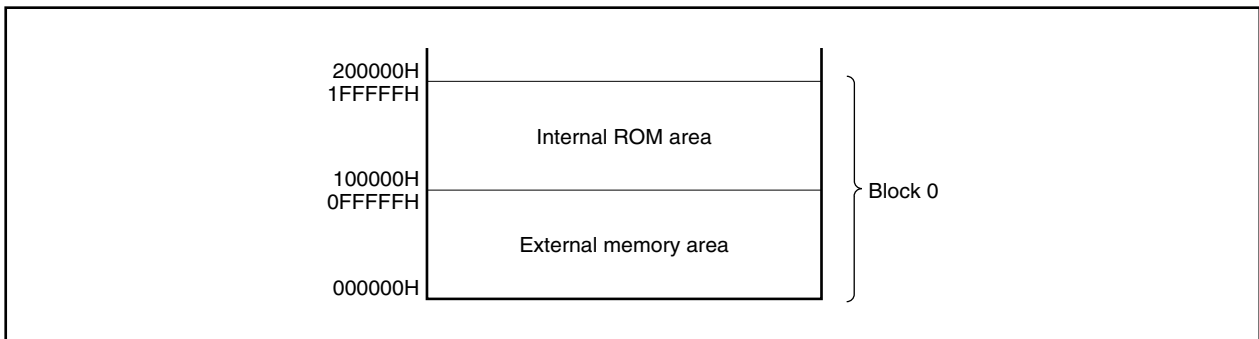 200000H
1FFFFFH
Internal ROM area
100000H
0FFFFFH
Block 0
External memory area
000000H